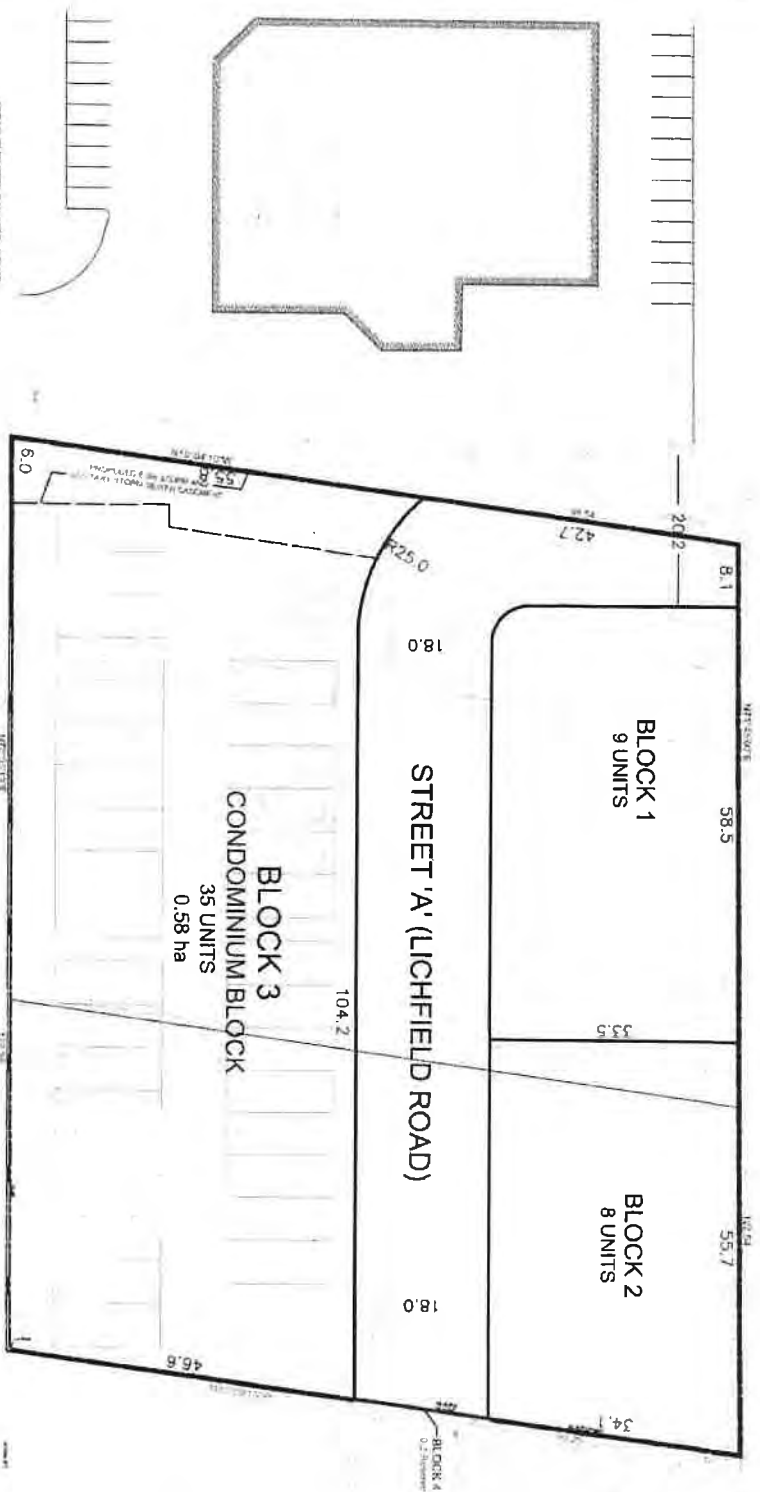 BLOCK 1
9 UNITS
58.5
8.1
20.2
42.7
R25.0
18.0
33.5
BLOCK 2
8 UNITS
55.7
34.1
STREET 'A' (LICHFIELD ROAD)
18.0
BLOCK 4
104.2
BLOCK 3
CONDOMINIUM BLOCK
35 UNITS
0.58 ha
46.6
6.0